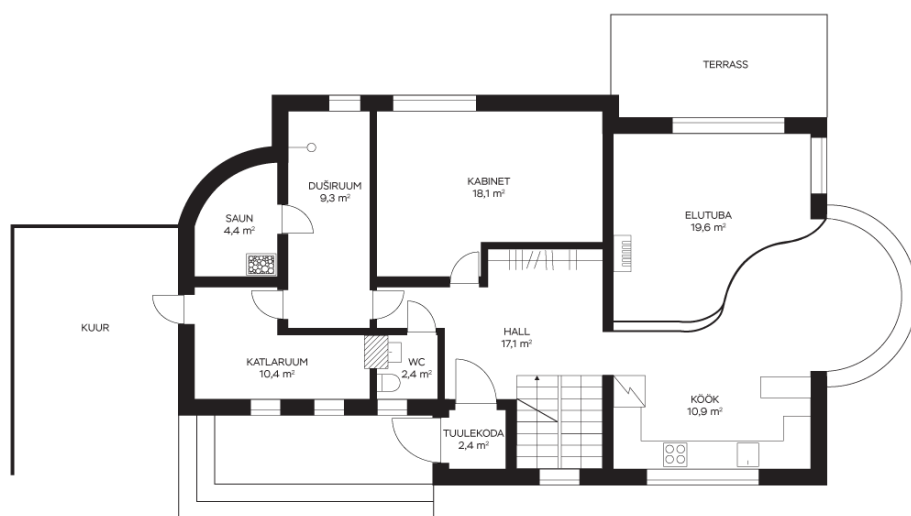 TERRASS
KABINET
18,1 m²
DUŠIRUUM
9,3 m²
SAUN
4,4 m²
ELUTUBA
19,6 m²
KUUR
HALL
17,1 m²
KATLARUUM
10,4 m²
WC
2,4 m²
KÖÖK
10,9 m²
TUULEKODA
2,4 m²